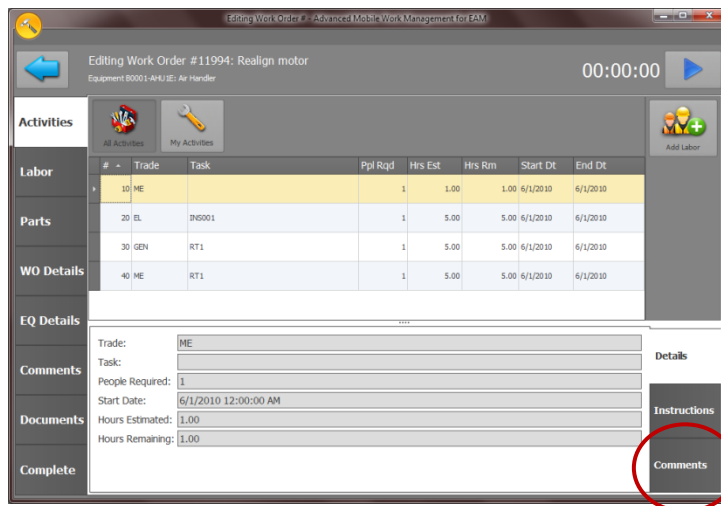 Editing Work Order # - Advanced Mobile Work Management for EAM
Editing Work Order #11994: Realign motor
Equipment B0001-AHU1E: Air Handler
00:00:00
Activities
Labor
Parts
WO Details
EQ Details
Comments
Documents
Complete
All Activities
My Activities
Add Labor
# Trade Task Ppl Rqd Hrs Est Hrs Rm Start Dt End Dt
10 ME 1 1.00 1.00 6/1/2010 6/1/2010
20 EL INS001 1 5.00 5.00 6/1/2010 6/1/2010
30 GEN RT1 1 5.00 5.00 6/1/2010 6/1/2010
40 ME RT1 1 5.00 5.00 6/1/2010 6/1/2010
Trade: ME
Task:
People Required: 1
Start Date: 6/1/2010 12:00:00 AM
Hours Estimated: 1.00
Hours Remaining: 1.00
Details
Instructions
Comments